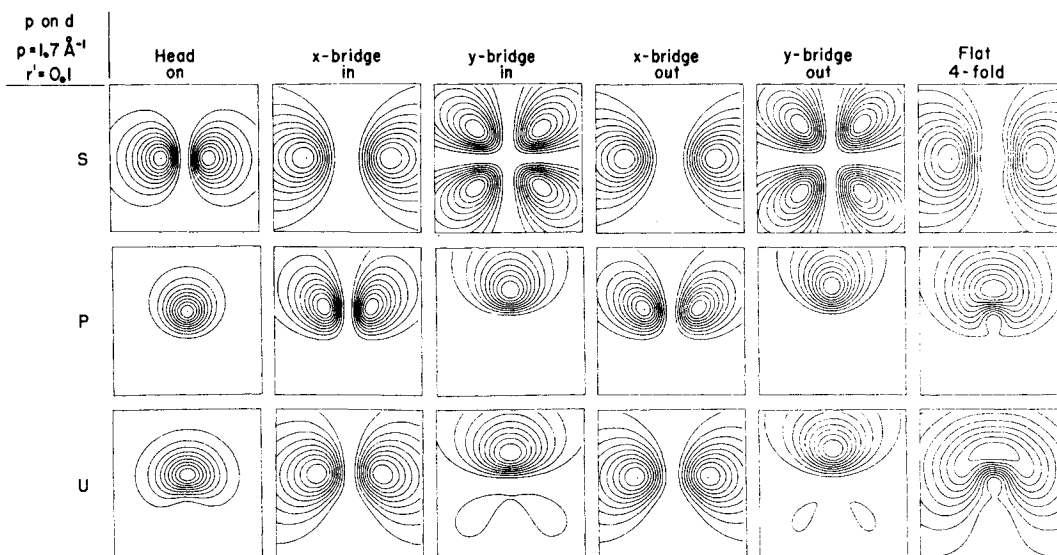 p on d
p=1.7 Å⁻¹
r'=0.1
Head on
x-bridge in
y-bridge in
x-bridge out
y-bridge out
Flat 4-fold
S
P
U